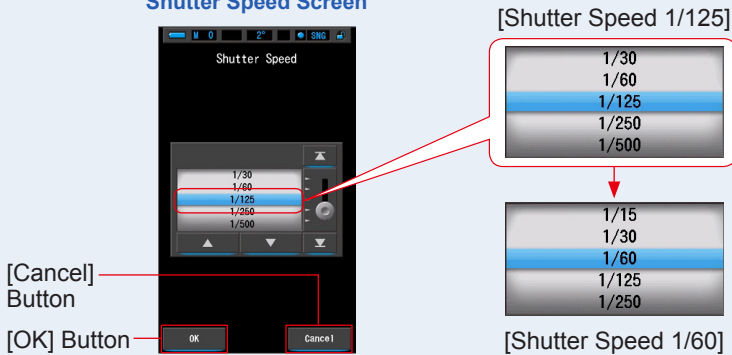 Shutter Speed Screen
M 0 2° SNG
Shutter Speed
1/30
1/60
1/125
1/250
1/500
OK
Cancel
[Cancel]
Button
[OK] Button
[Shutter Speed 1/125]
1/30
1/60
1/125
1/250
1/500
1/15
1/30
1/60
1/125
1/250
[Shutter Speed 1/60]